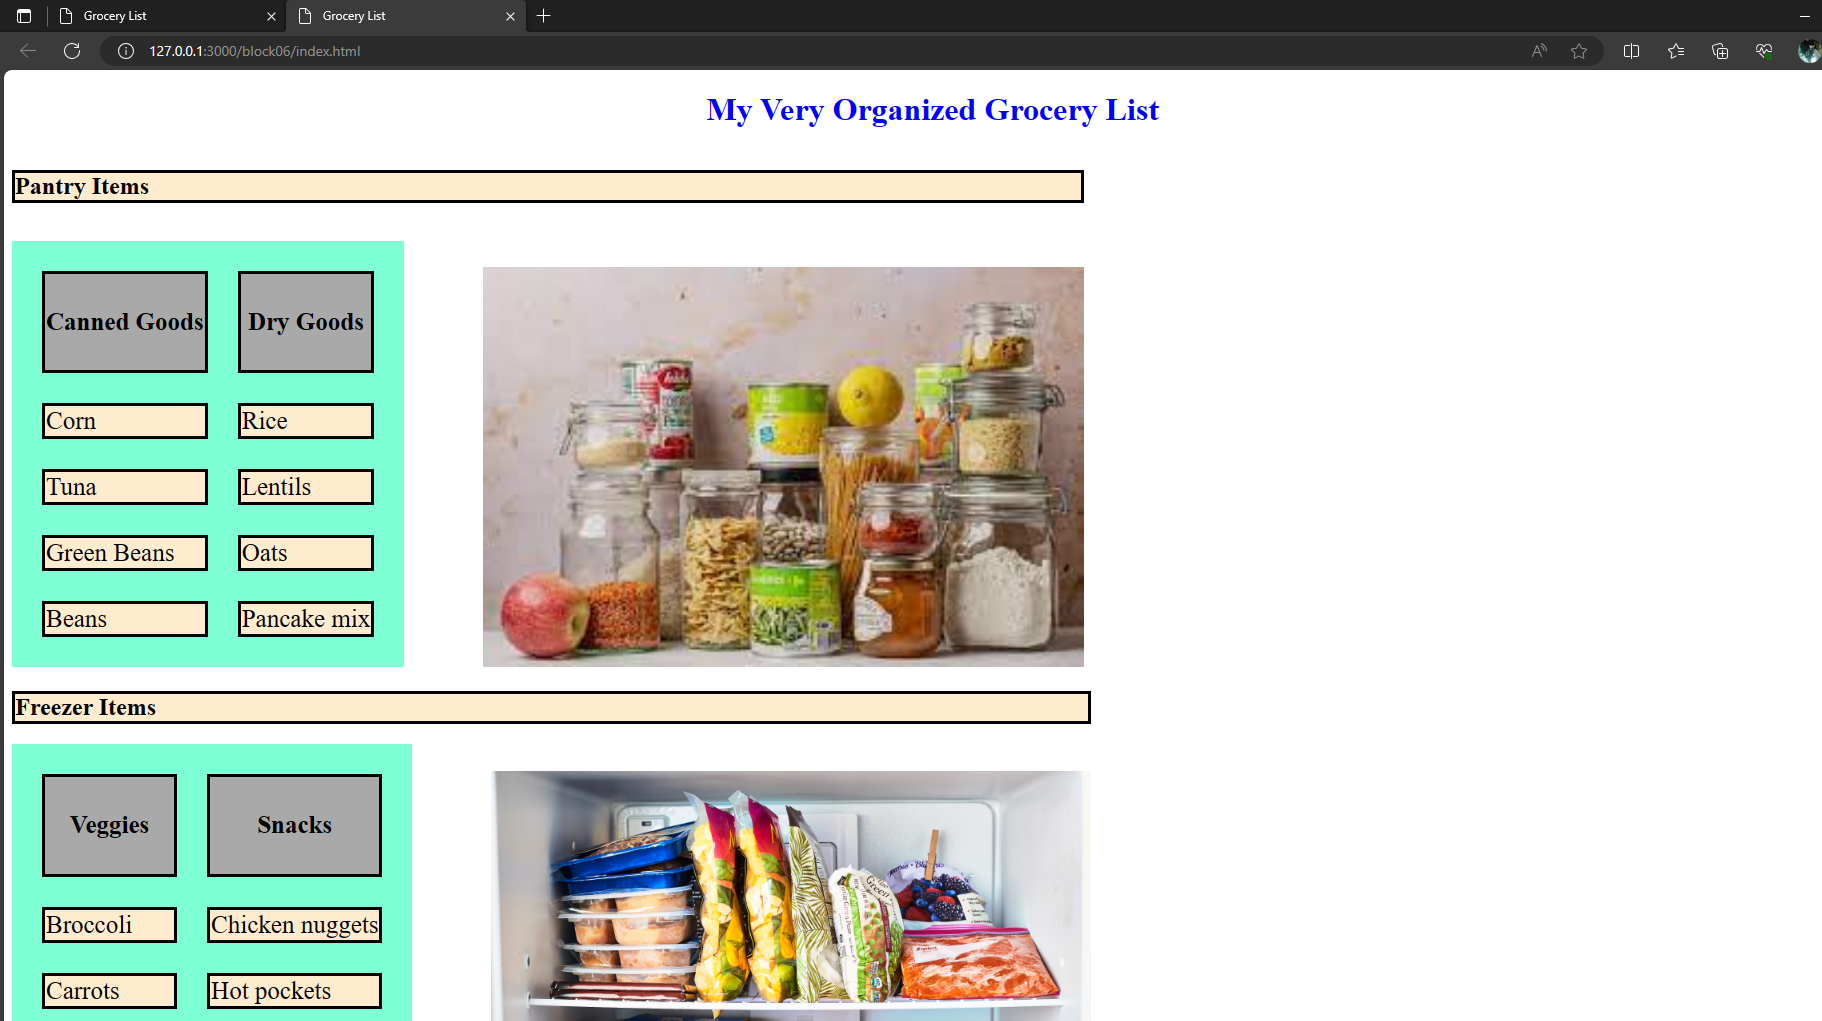 Grocery List
Grocery List
127.0.0.1:3000/block06/index.html
My Very Organized Grocery List
Pantry Items
Canned Goods Dry Goods
Corn Rice
Tuna Lentils
Green Beans Oats
Beans Pancake mix
Freezer Items
Veggies Snacks
Broccoli Chicken nuggets
Carrots Hot pockets